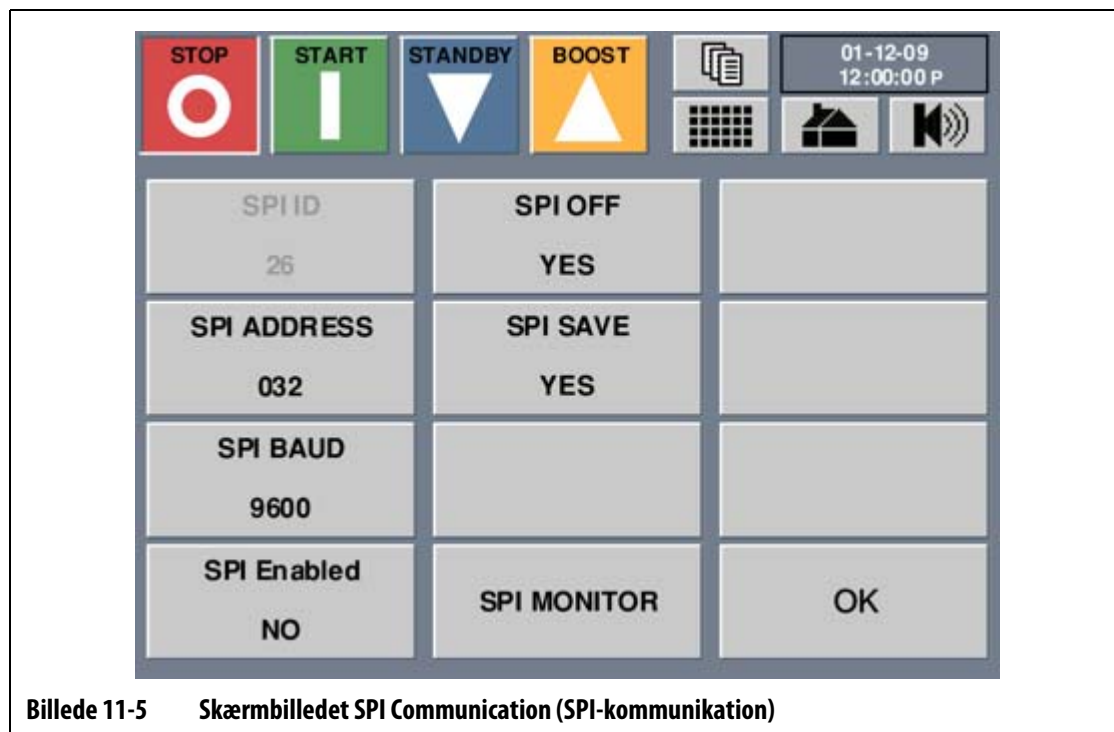 STOP START STANDBY BOOST
01-12-09
12:00:00 P
SPI ID
26
SPI OFF
YES
SPI ADDRESS
032
SPI SAVE
YES
SPI BAUD
9600
SPI Enabled
NO
SPI MONITOR
OK
Billede 11-5 Skærmbilledet SPI Communication (SPI-kommunikation)